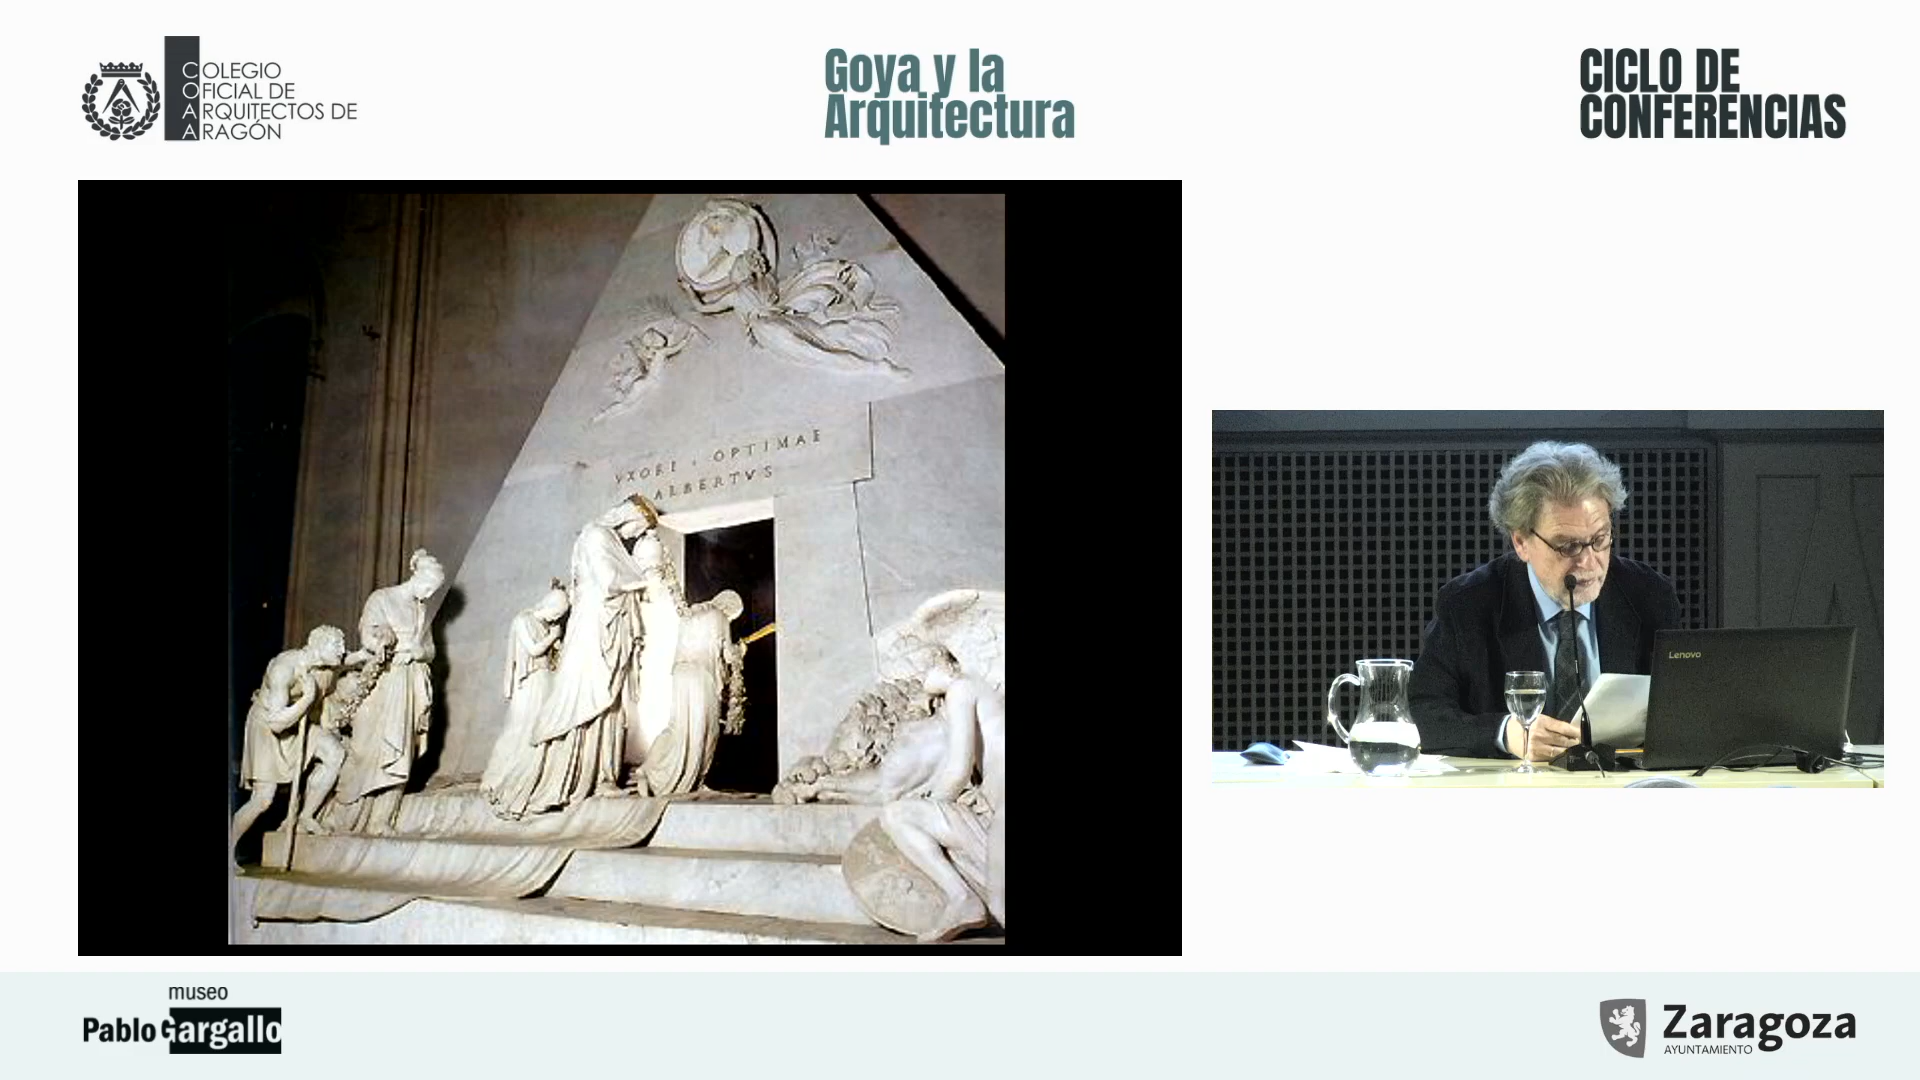 COLEGIO
OFICIAL DE
ARQUITECTOS DE
ARAGÓN
Goya y la
Arquitectura
CICLO DE
CONFERENCIAS
VXORI · OPTIMAE
ALBERTVS
Lenovo
museo
Pablo Gargallo
Zaragoza
AYUNTAMIENTO